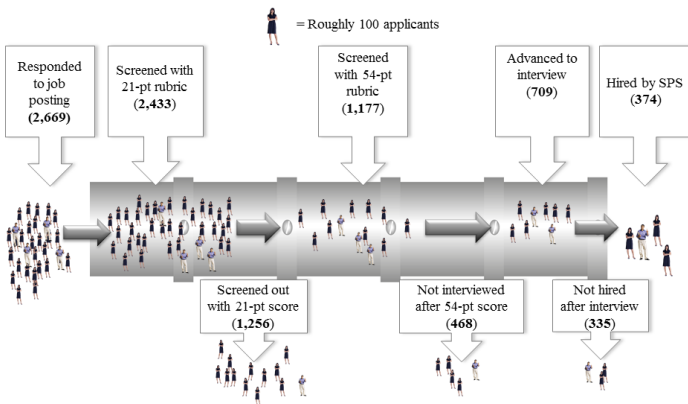 = Roughly 100 applicants
Responded
to job
posting
(2,669)
Screened with
21-pt rubric
(2,433)
Screened
with 54-pt
rubric
(1,177)
Advanced to
interview
(709)
Hired by SPS
(374)
Screened out
with 21-pt score
(1,256)
Not interviewed
after 54-pt score
(468)
Not hired
after interview
(335)